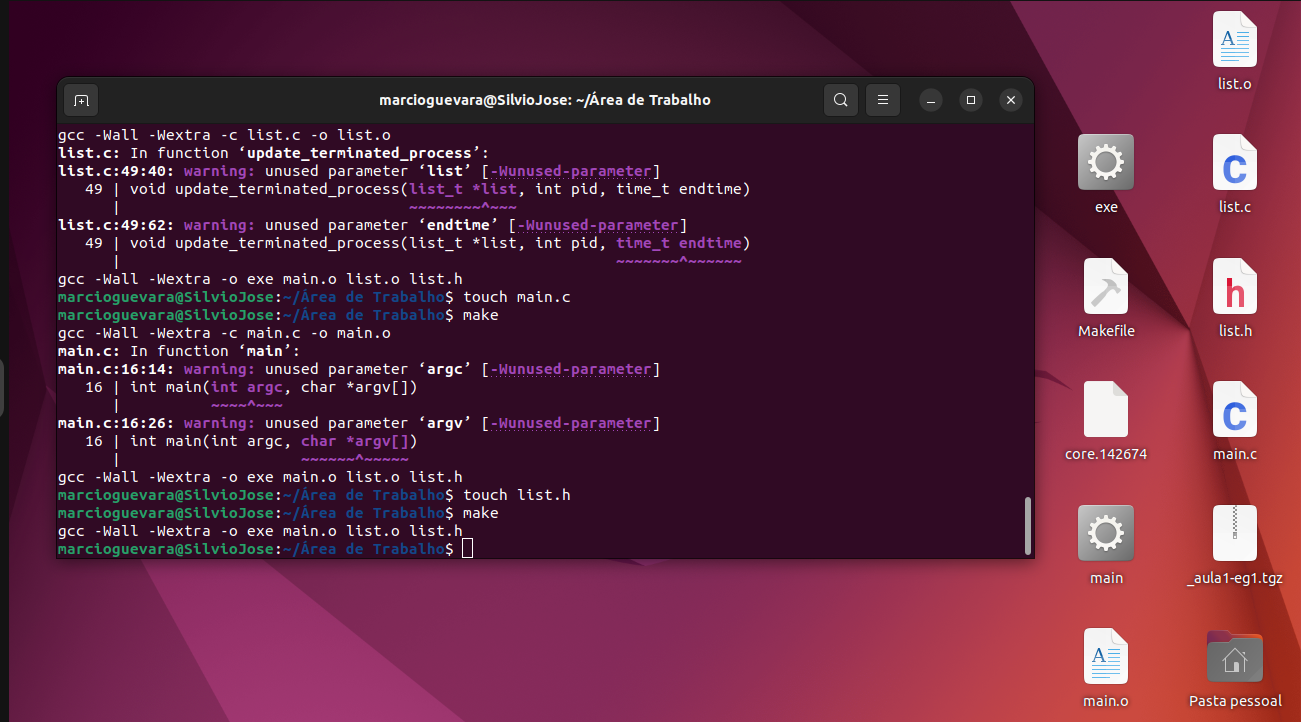 marcioguevara@SilvioJose: ~/Área de Trabalho
gcc -Wall -Wextra -c list.c -o list.o
list.c: In function ‘update_terminated_process’:
list.c:49:40: warning: unused parameter ‘list’ [-Wunused-parameter]
   49 | void update_terminated_process(list_t *list, int pid, time_t endtime)
      |                                ~~~~~~~~^~~~
list.c:49:62: warning: unused parameter ‘endtime’ [-Wunused-parameter]
   49 | void update_terminated_process(list_t *list, int pid, time_t endtime)
      |                                                       ~~~~~~~^~~~~~~
gcc -Wall -Wextra -o exe main.o list.o list.h
marcioguevara@SilvioJose:~/Área de Trabalho$ touch main.c
marcioguevara@SilvioJose:~/Área de Trabalho$ make
gcc -Wall -Wextra -c main.c -o main.o
main.c: In function ‘main’:
main.c:16:14: warning: unused parameter ‘argc’ [-Wunused-parameter]
   16 | int main(int argc, char *argv[])
      |          ~~~~^~~~
main.c:16:26: warning: unused parameter ‘argv’ [-Wunused-parameter]
   16 | int main(int argc, char *argv[])
      |                    ~~~~~~^~~~~~
gcc -Wall -Wextra -o exe main.o list.o list.h
marcioguevara@SilvioJose:~/Área de Trabalho$ touch list.h
marcioguevara@SilvioJose:~/Área de Trabalho$ make
gcc -Wall -Wextra -o exe main.o list.o list.h
marcioguevara@SilvioJose:~/Área de Trabalho$
A
list.o
exe
C
list.c
Makefile
h
list.h
core.142674
C
main.c
main
_aula1-eg1.tgz
A
main.o
Pasta pessoal